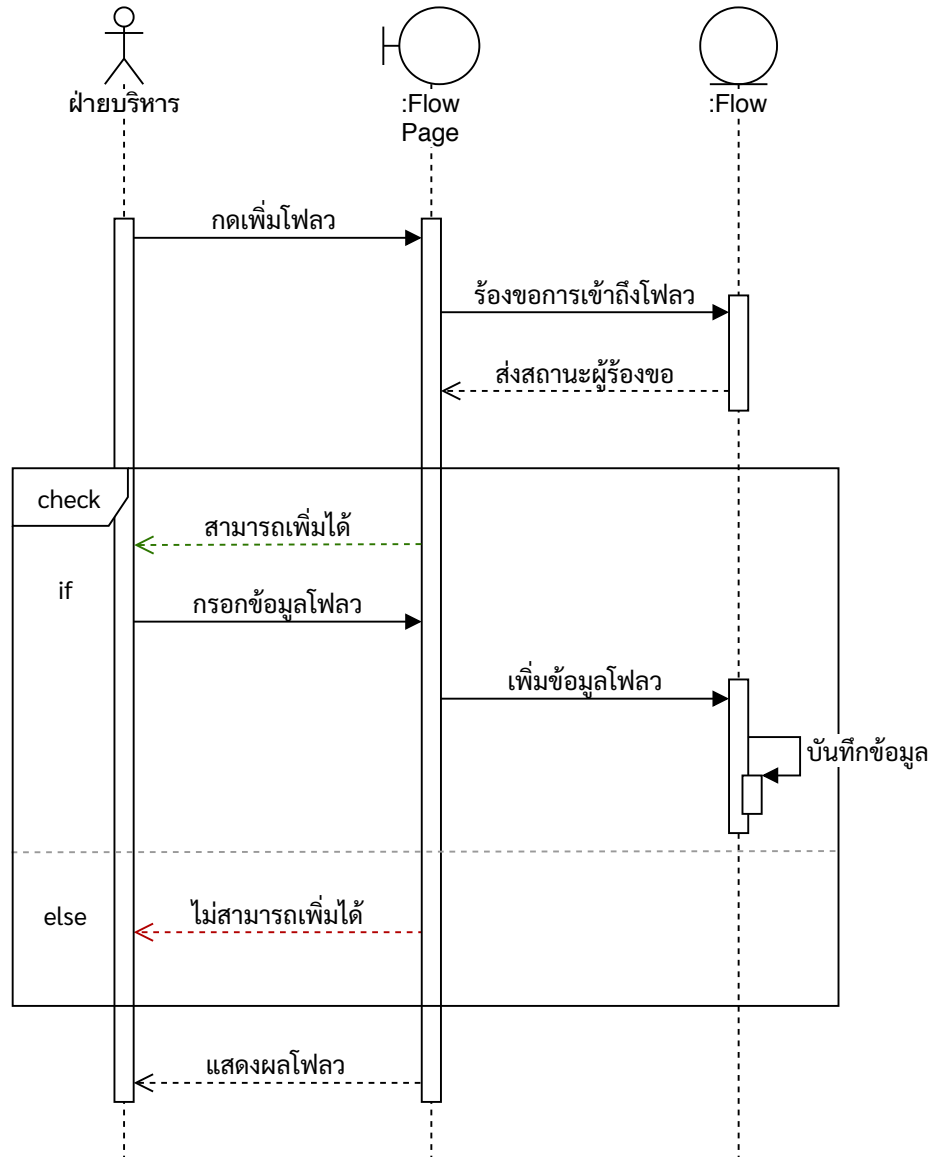 ฝ่ายบริหาร
:Flow
Page
:Flow
กดเพิ่มโฟลว
ร้องขอการเข้าถึงโฟลว
ส่งสถานะผู้ร้องขอ
check
สามารถเพิ่มได้
if
กรอกข้อมูลโฟลว
เพิ่มข้อมูลโฟลว
บันทึกข้อมูล
else
ไม่สามารถเพิ่มได้
แสดงผลโฟลว